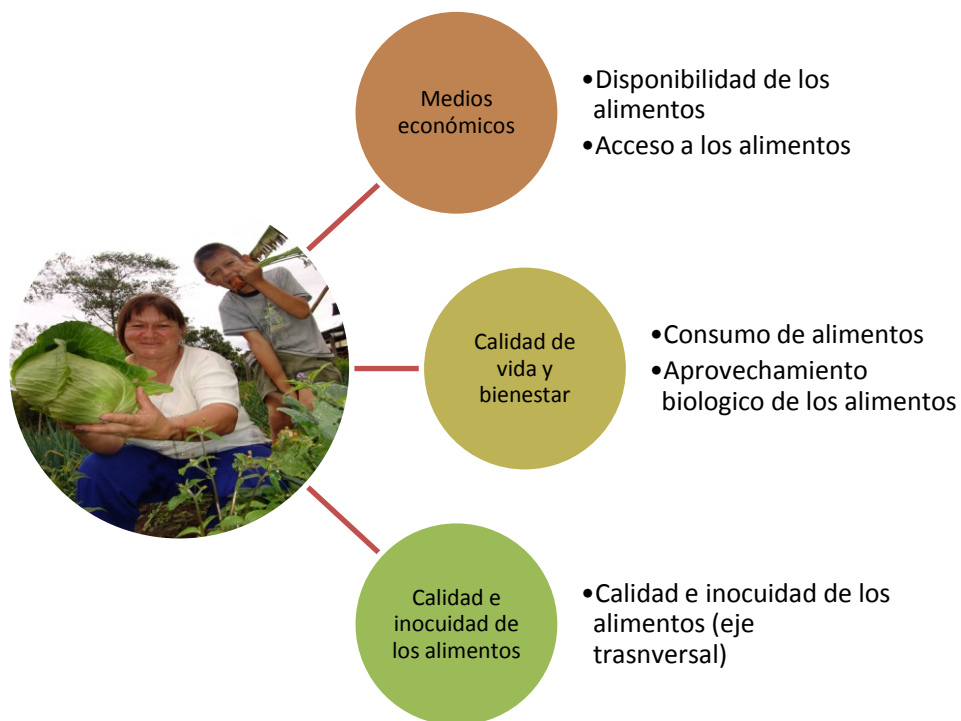 Medios
económicos
•Disponibilidad de los
alimentos
•Acceso a los alimentos
Calidad de
vida y
bienestar
•Consumo de alimentos
•Aprovechamiento
biologico de los alimentos
Calidad e
inocuidad de
los alimentos
•Calidad e inocuidad de los
alimentos (eje
trasnversal)